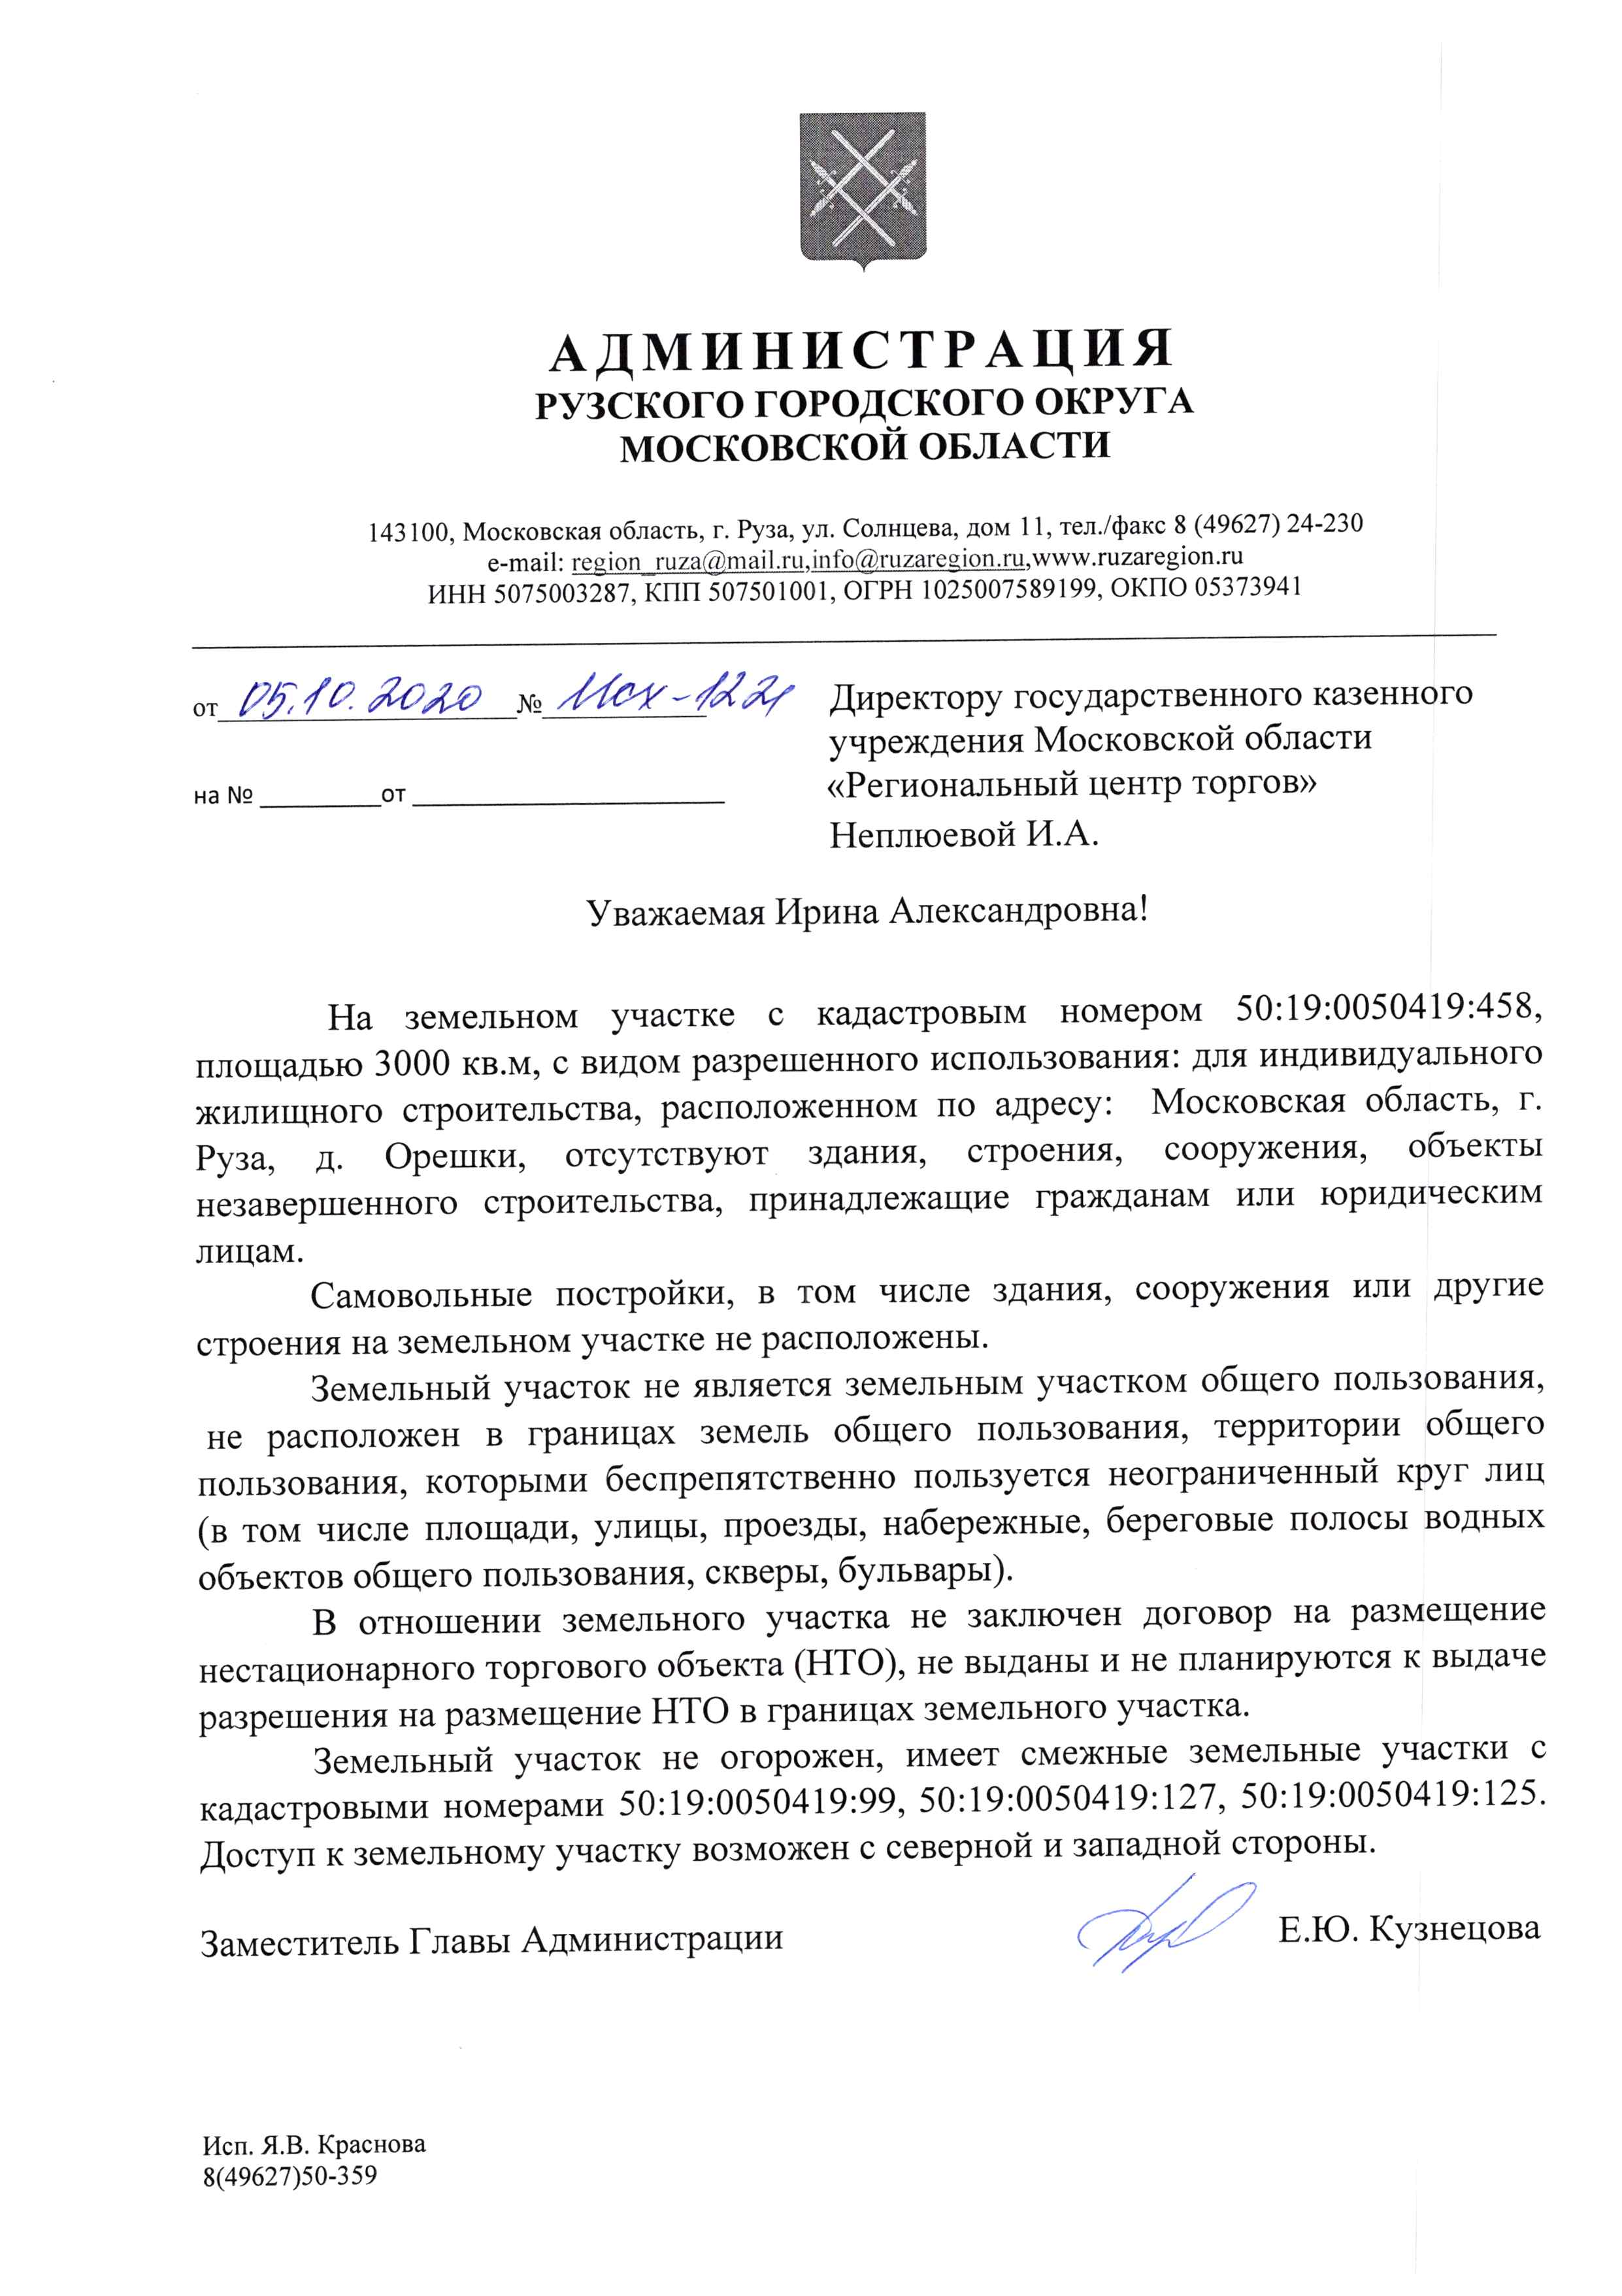 АДМИНИСТРАЦИЯ
РУЗСКОГО ГОРОДСКОГО ОКРУГА
МОСКОВСКОЙ ОБЛАСТИ
143100, Московская область, г. Руза, ул. Солнцева, дом 11, тел./факс 8 (49627) 24-230
e-mail: region_ruza@mail.ru,info@ruzaregion.ru,www.ruzaregion.ru
ИНН 5075003287, КПП 507501001, ОГРН 1025007589199, ОКПО 05373941
от 05.10.2020 № Исх-1221
на № _________ от _______________________
Директору государственного казенного
учреждения Московской области
«Региональный центр торгов»
Неплюевой И.А.
Уважаемая Ирина Александровна!
На земельном участке с кадастровым номером 50:19:0050419:458,
площадью 3000 кв.м, с видом разрешенного использования: для индивидуального
жилищного строительства, расположенном по адресу: Московская область, г.
Руза, д. Орешки, отсутствуют здания, строения, сооружения, объекты
незавершенного строительства, принадлежащие гражданам или юридическим
лицам.
Самовольные постройки, в том числе здания, сооружения или другие
строения на земельном участке не расположены.
Земельный участок не является земельным участком общего пользования,
не расположен в границах земель общего пользования, территории общего
пользования, которыми беспрепятственно пользуется неограниченный круг лиц
(в том числе площади, улицы, проезды, набережные, береговые полосы водных
объектов общего пользования, скверы, бульвары).
В отношении земельного участка не заключен договор на размещение
нестационарного торгового объекта (НТО), не выданы и не планируются к выдаче
разрешения на размещение НТО в границах земельного участка.
Земельный участок не огорожен, имеет смежные земельные участки с
кадастровыми номерами 50:19:0050419:99, 50:19:0050419:127, 50:19:0050419:125.
Доступ к земельному участку возможен с северной и западной стороны.
Заместитель Главы Администрации Е.Ю. Кузнецова
Исп. Я.В. Краснова
8(49627)50-359